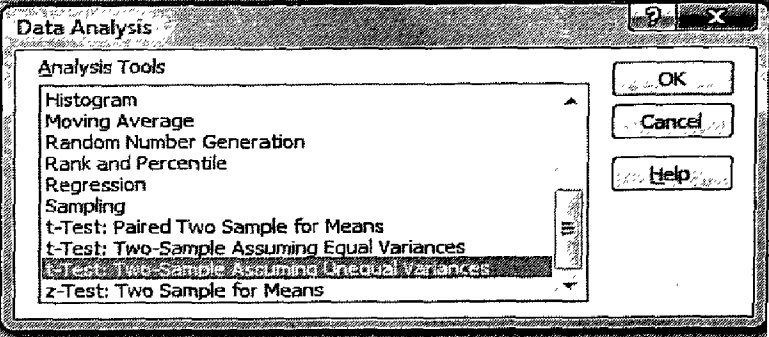 Data Analysis
Analysis Tools
Histogram
Moving Average
Random Number Generation
Rank and Percentile
Regression
Sampling
t-Test: Paired Two Sample for Means
t-Test: Two-Sample Assuming Equal Variances
t-Test: Two-Sample Assuming Unequal Variances
z-Test: Two Sample for Means
OK
Cancel
Help